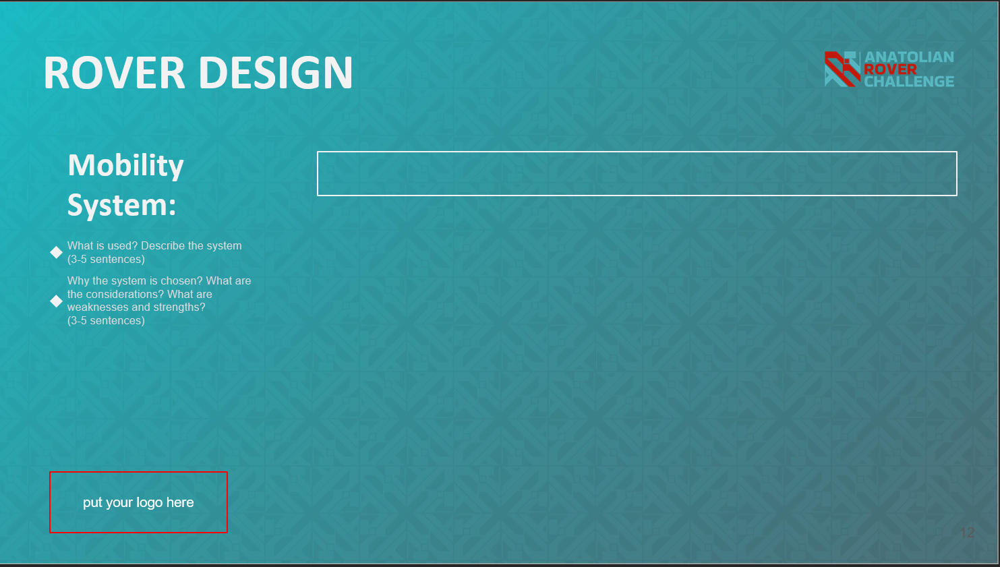 ROVER DESIGN
ANATOLIAN
ROVER
CHALLENGE
Mobility
System:
What is used? Describe the system
(3-5 sentences)
Why the system is chosen? What are
the considerations? What are
weaknesses and strengths?
(3-5 sentences)
put your logo here
12